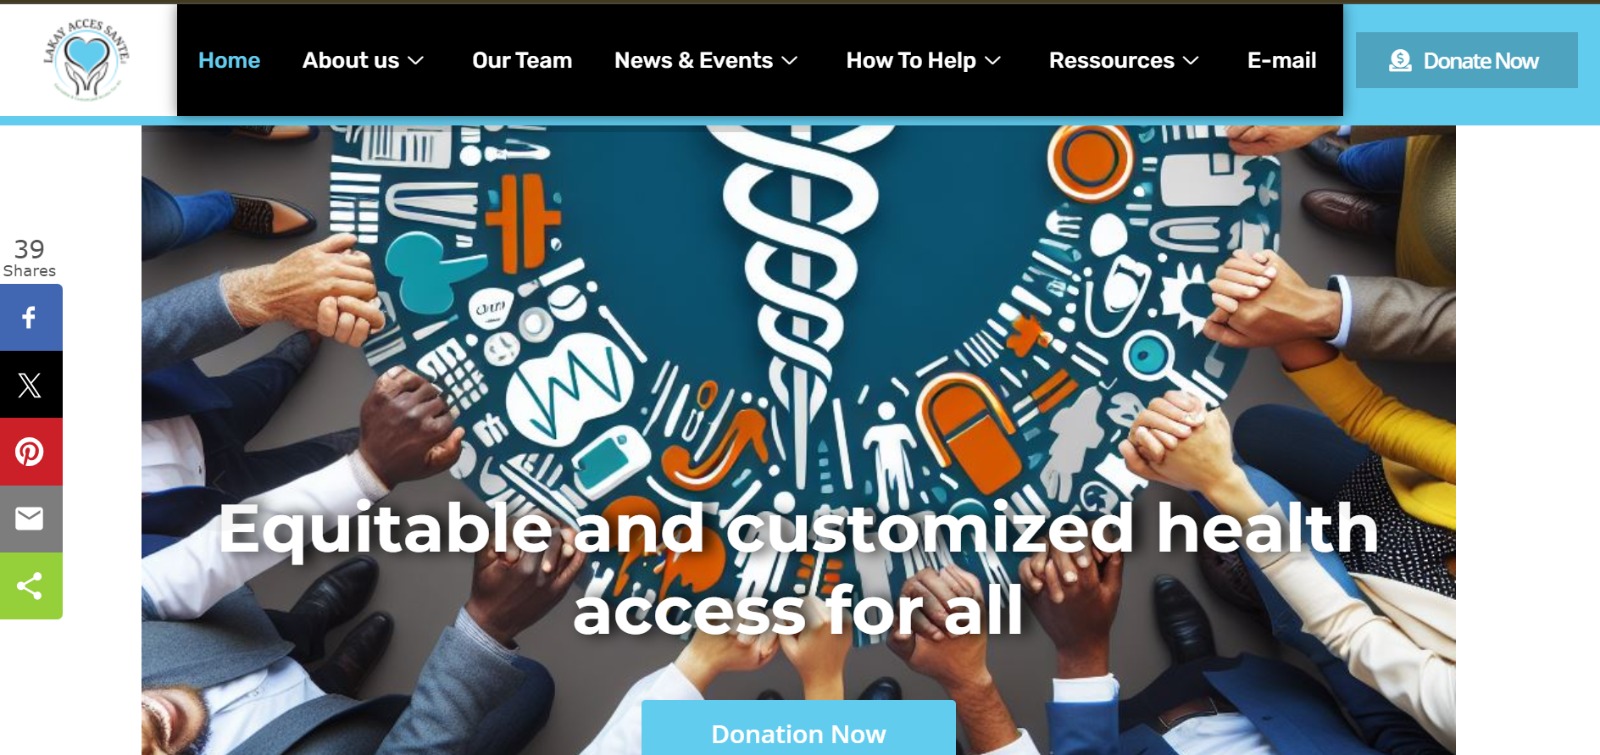 LAKAY ACCES SANTE
Home
About us
Our Team
News & Events
How To Help
Ressources
E-mail
Donate Now
39
Shares
Equitable and customized health
access for all
Donation Now